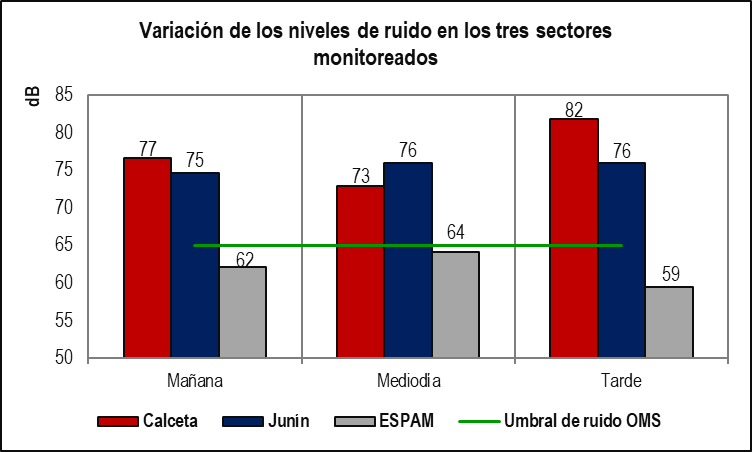 Variación de los niveles de ruido en los tres sectores
monitoreados
dB
85
80
75
70
65
60
55
50
77
75
62
73
76
64
82
76
59
Mañana
Mediodía
Tarde
Calceta
Junín
ESPAM
Umbral de ruido OMS